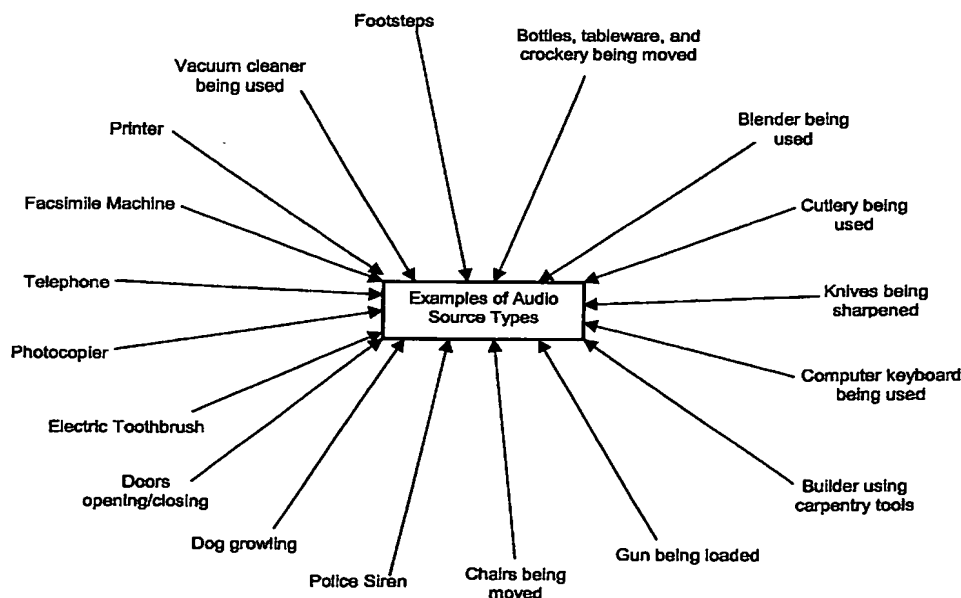 Footsteps
Bottles, tableware, and
crockery being moved
Vacuum cleaner
being used
Printer
Blender being
used
Facsimile Machine
Cutlery being
used
Telephone
Examples of Audio
Source Types
Knives being
sharpened
Photocopier
Computer keyboard
being used
Electric Toothbrush
Doors
opening/closing
Builder using
carpentry tools
Dog growling
Gun being loaded
Police Siren
Chairs being
moved